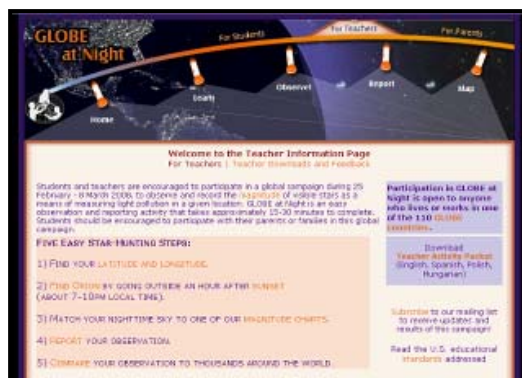 GLOBE
at Night
For Students
For Teachers
For Parents
Home
Learn
Observe!
Report
Map
Welcome to the Teacher Information Page
For Teachers | Teacher Downloads and Feedback
Students and teachers are encouraged to participate in a global campaign during 25
February - 8 March 2008, to observe and record the magnitude of visible stars as a
means of measuring light pollution in a given location. GLOBE at Night is an easy
observation and reporting activity that takes approximately 15-30 minutes to complete.
Students should be encouraged to participate with their parents or families in this global
campaign.
FIVE EASY STAR-HUNTING STEPS:
1) FIND YOUR LATITUDE AND LONGITUDE.
2) FIND ORION BY GOING OUTSIDE AN HOUR AFTER SUNSET
(ABOUT 7-10PM LOCAL TIME).
3) MATCH YOUR NIGHTTIME SKY TO ONE OF OUR MAGNITUDE CHARTS.
4) REPORT YOUR OBSERVATION.
5) COMPARE YOUR OBSERVATION TO THOUSANDS AROUND THE WORLD
Participation in GLOBE at
Night is open to anyone
who lives or works in one
of the 110 GLOBE
countries.
Download
Teacher Activity Packet
(English, Spanish, Polish,
Hungarian)
Subscribe to our mailing list
to receive updates and
results of this campaign!
Read the U.S. educational
standards addressed